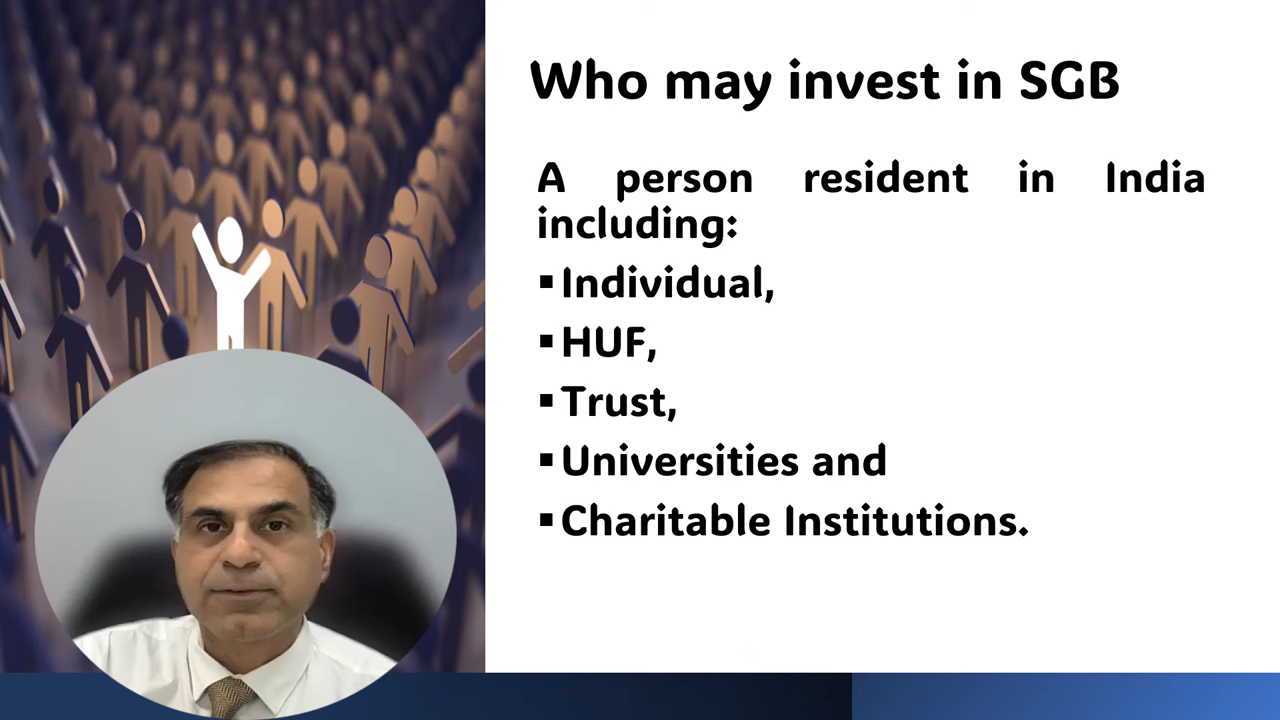 Who may invest in SGB
A person resident in India
including:
▪Individual,
▪HUF,
▪Trust,
▪Universities and
▪Charitable Institutions.